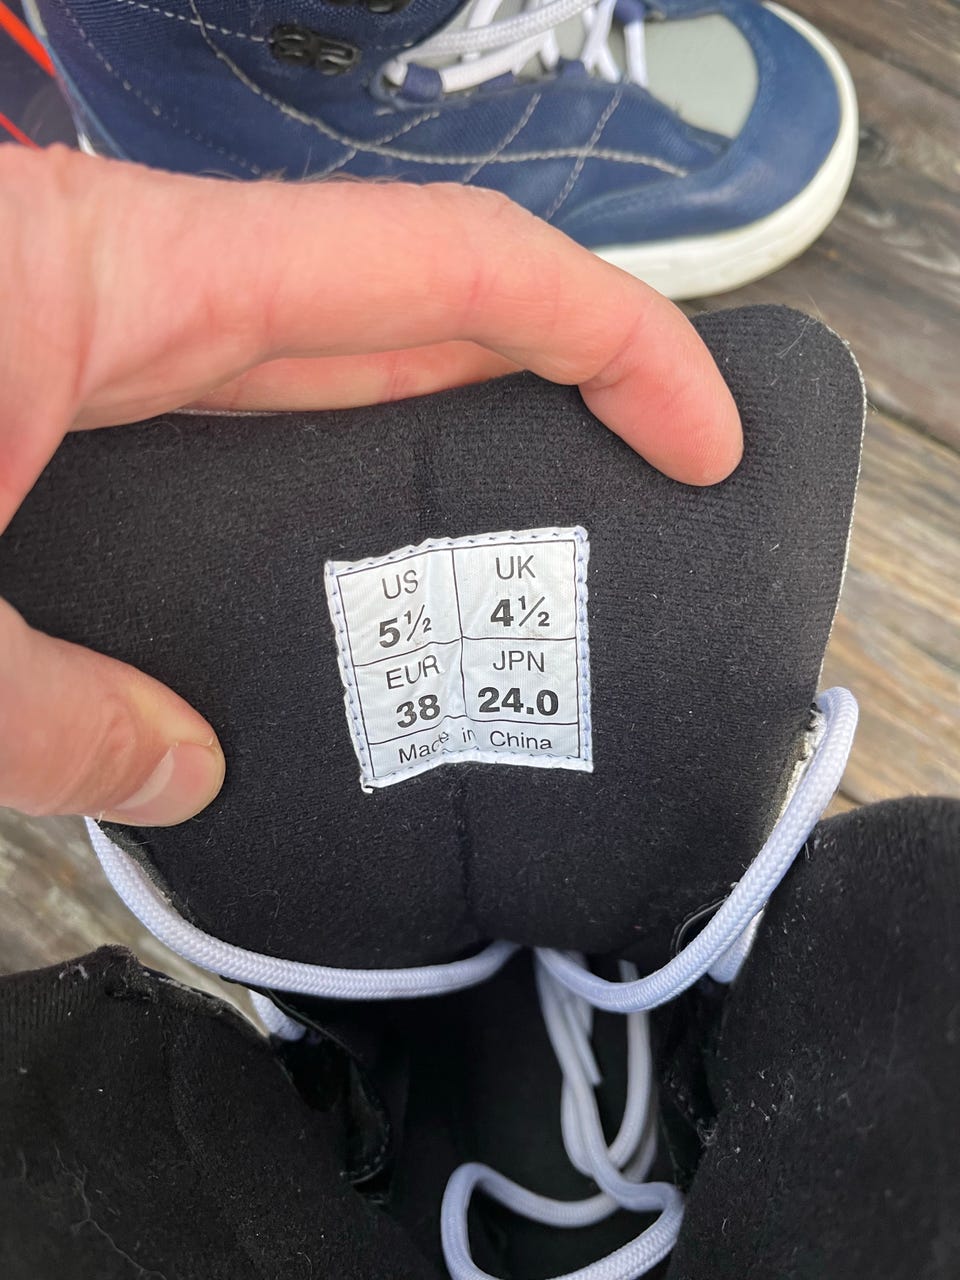 US UK
5½ 4½
EUR JPN
38 24.0
Made in China